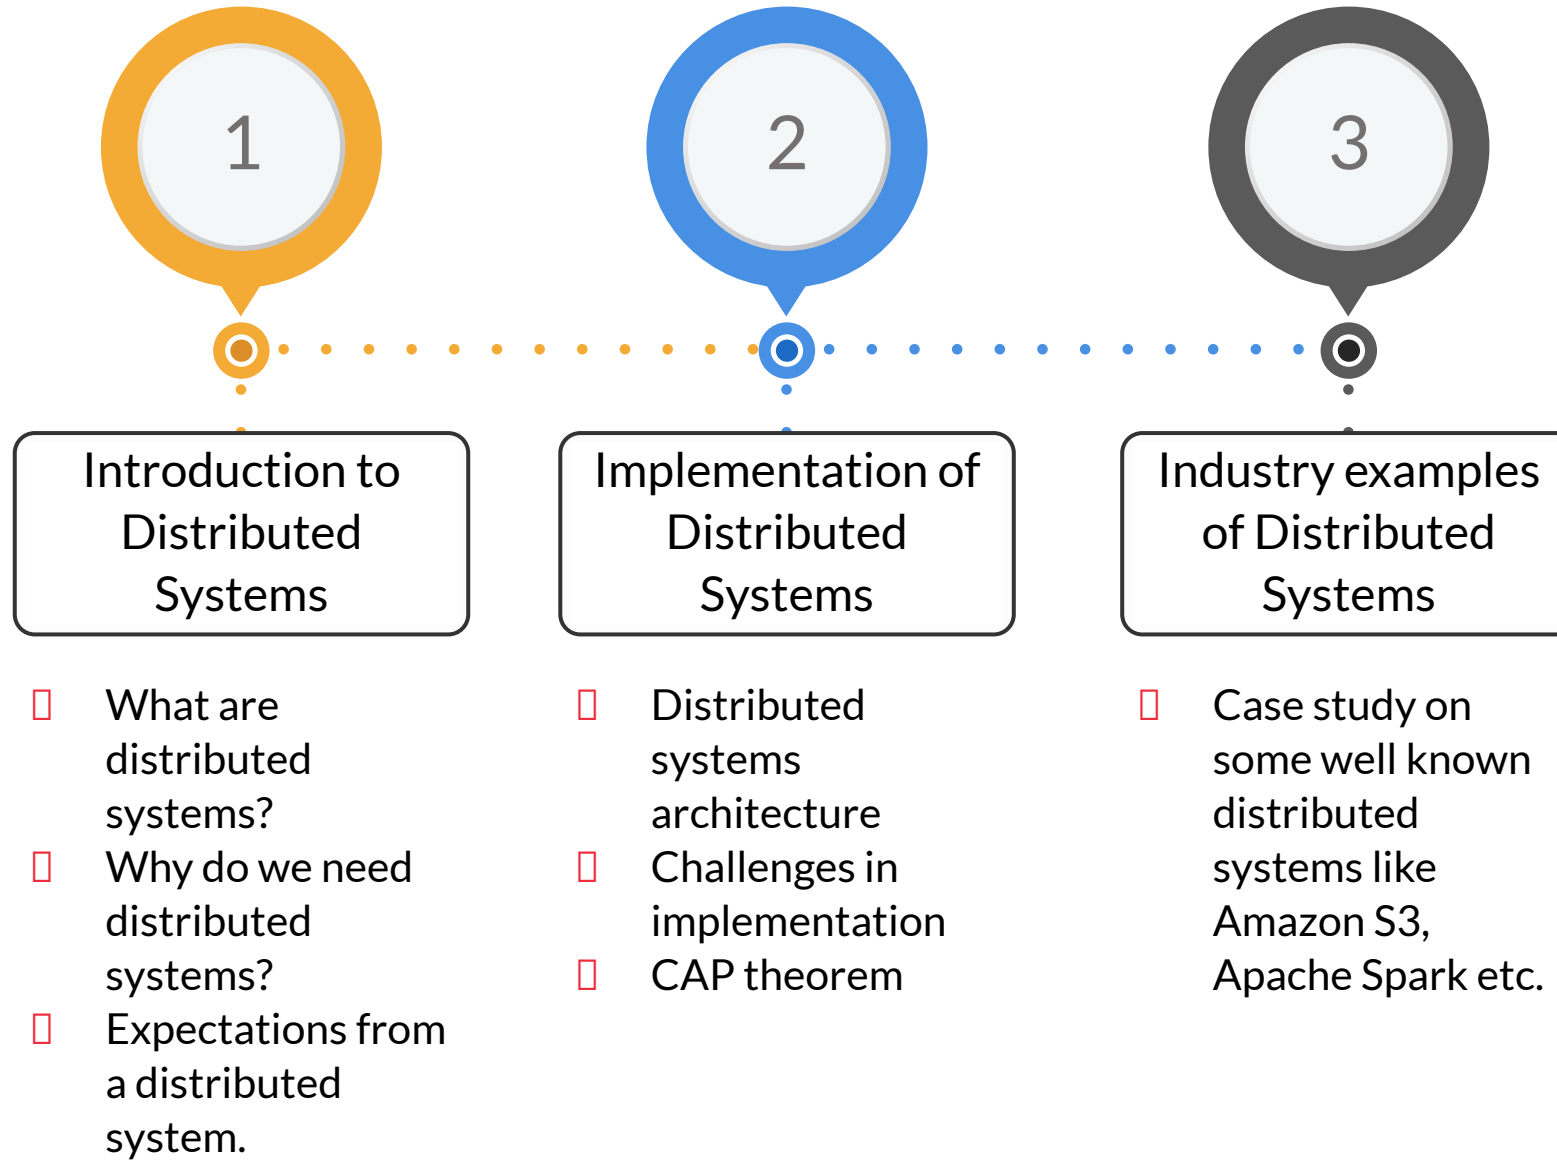 1
2
3
Introduction to
Distributed
Systems
Implementation of
Distributed
Systems
Industry examples
of Distributed
Systems
What are
distributed
systems?
Why do we need
distributed
systems?
Expectations from
a distributed
system.
Distributed
systems
architecture
Challenges in
implementation
CAP theorem
Case study on
some well known
distributed
systems like
Amazon S3,
Apache Spark etc.